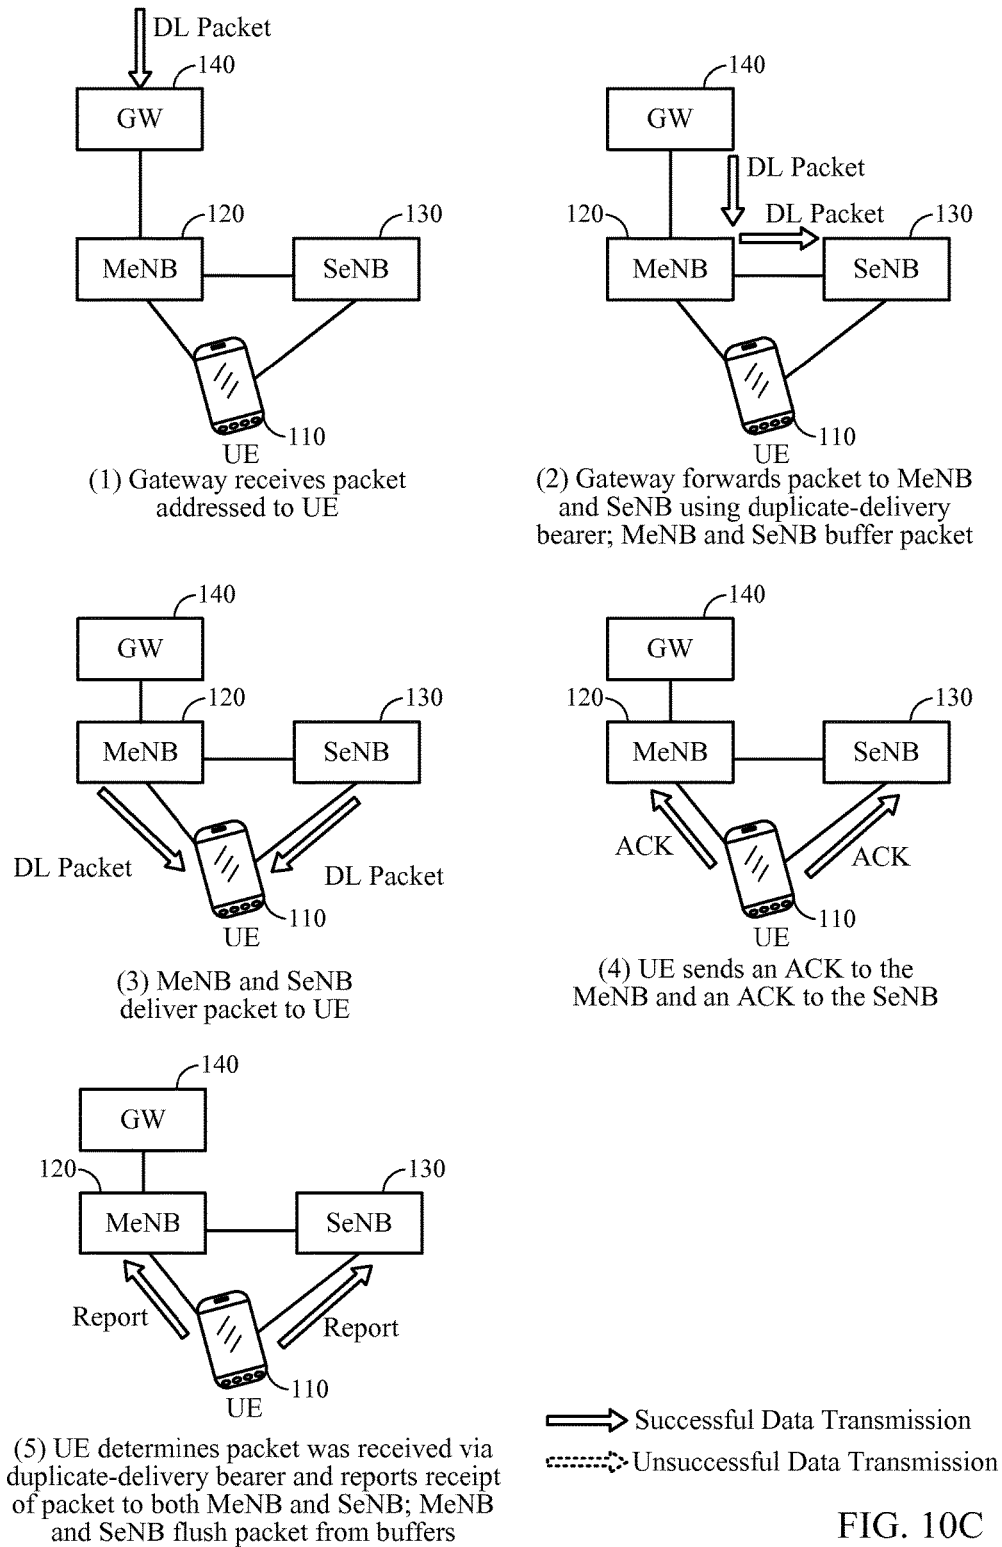 DL Packet
140
GW
120
130
MeNB
SeNB
110
UE
(1) Gateway receives packet
addressed to UE
140
GW
DL Packet
120
DL Packet
130
MeNB
SeNB
110
UE
(2) Gateway forwards packet to MeNB
and SeNB using duplicate-delivery
bearer; MeNB and SeNB buffer packet
140
GW
120
130
MeNB
SeNB
DL Packet
DL Packet
110
UE
(3) MeNB and SeNB
deliver packet to UE
140
GW
120
130
MeNB
SeNB
ACK
ACK
110
UE
(4) UE sends an ACK to the
MeNB and an ACK to the SeNB
140
GW
120
130
MeNB
SeNB
Report
Report
110
UE
(5) UE determines packet was received via
duplicate-delivery bearer and reports receipt
of packet to both MeNB and SeNB; MeNB
and SeNB flush packet from buffers
Successful Data Transmission
Unsuccessful Data Transmission
FIG. 10C